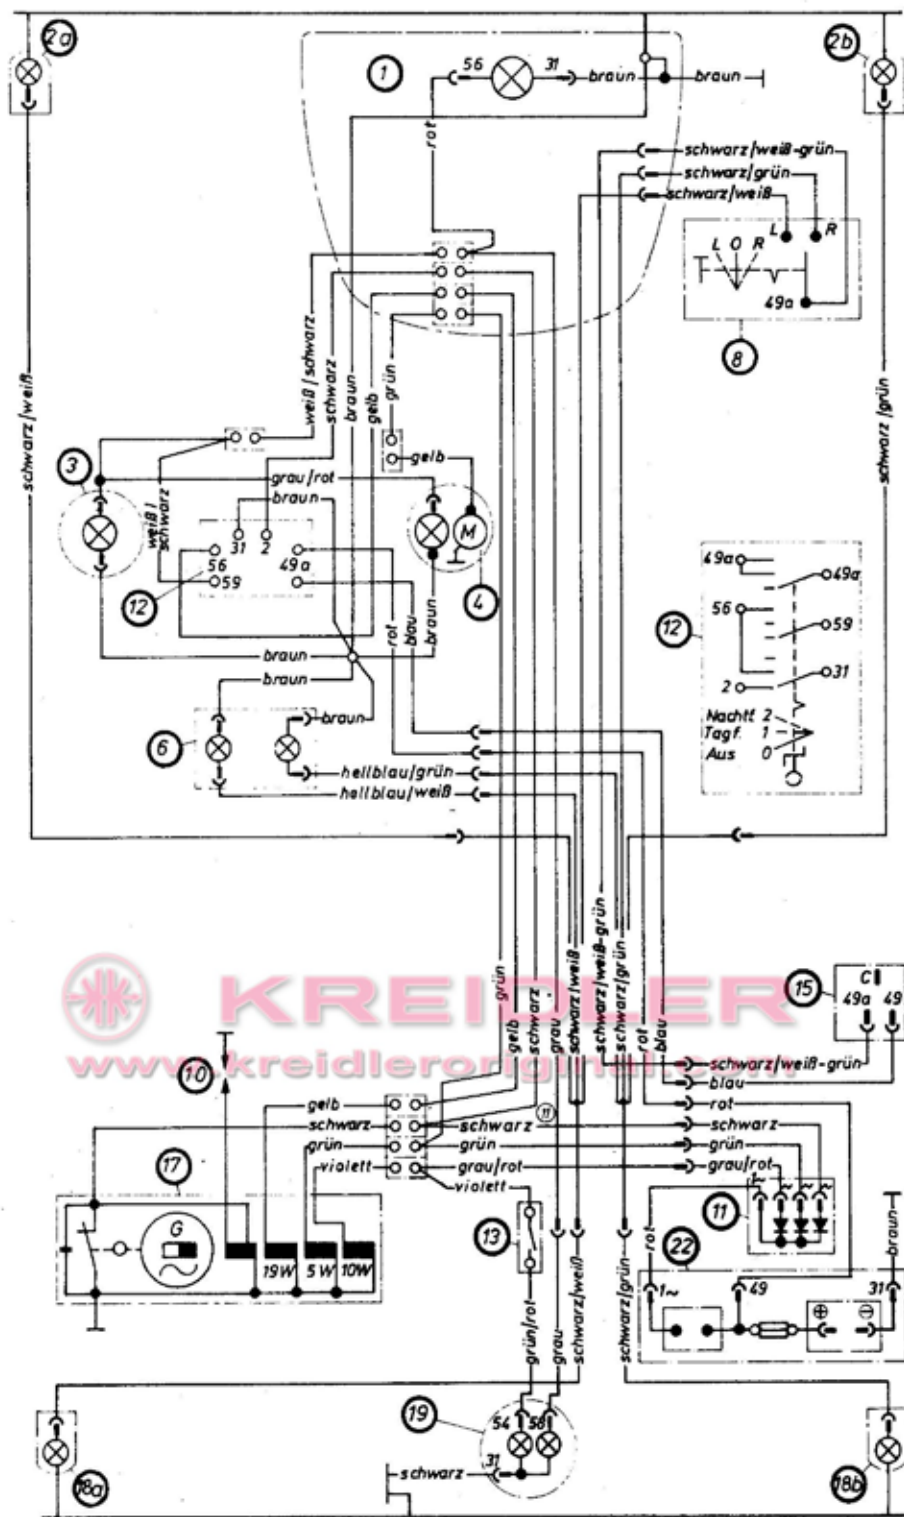 2a
1
2b
56
31
braun
braun
rot
schwarz/weiß-grün
schwarz/grün
schwarz/weiß
L
R
L O R
49a
8
weiß/schwarz
schwarz
braun
gelb
grün
schwarz/weiß
schwarz/grün
3
grau/rot
gelb
braun
weiß/
schwarz
31
2
M
56
59
49a
12
4
rot
blau
braun
braun
braun
49a
49a
56
59
12
31
2
Nachtf. 2
Tagf. 1
Aus 0
6
braun
hellblau/grün
hellblau/weiß
KREIDLER
www.kreidleroriginal.com
grün
gelb
schwarz
grau
schwarz/weiß
schwarz/weiß-grün
schwarz/grün
rot
blau
15
C
49a
49
10
schwarz/weiß-grün
blau
rot
gelb
schwarz
schwarz
11
schwarz
grün
grün
grün
violett
grau/rot
grau/rot
violett
17
G
19W
5W
10W
13
11
22
rot
braun
1~
49
31
+
-
grün/rot
grau
schwarz/weiß
schwarz/grün
19
54
58
31
schwarz
18a
18b